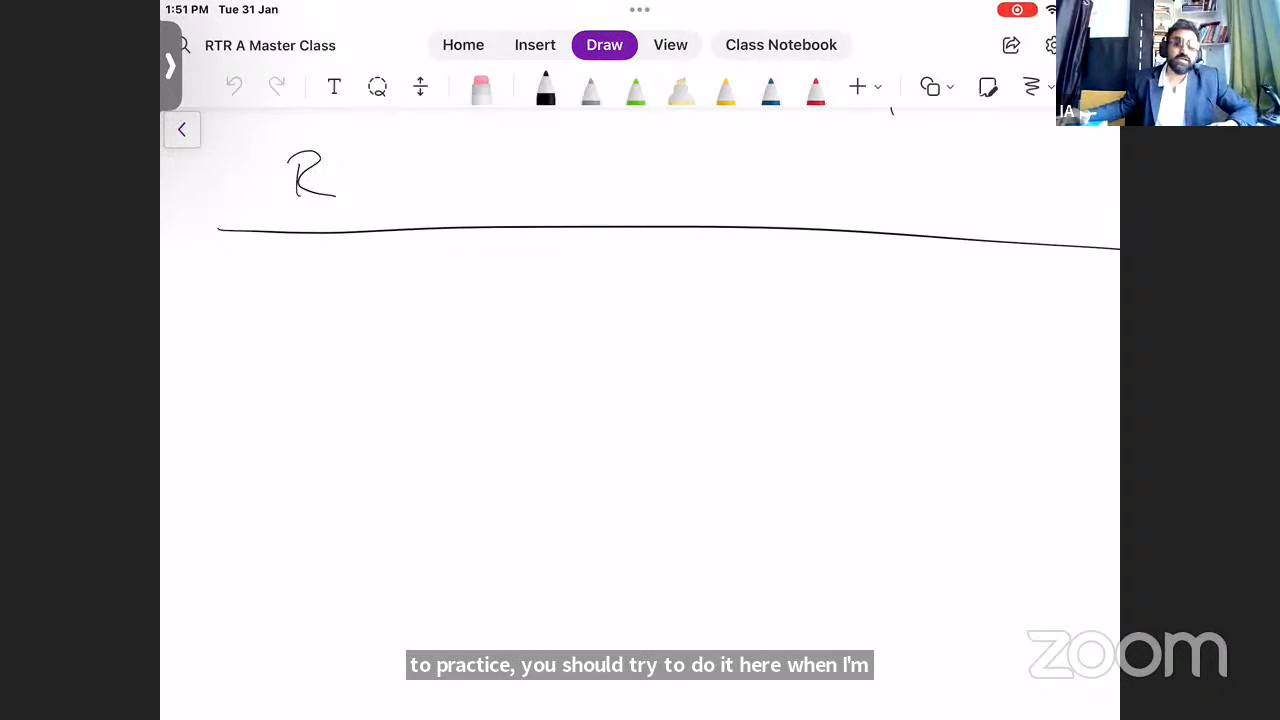 1:51 PM Tue 31 Jan
RTR A Master Class
Home Insert Draw View Class Notebook
T
IA
R
to practice, you should try to do it here when I'm
zoom